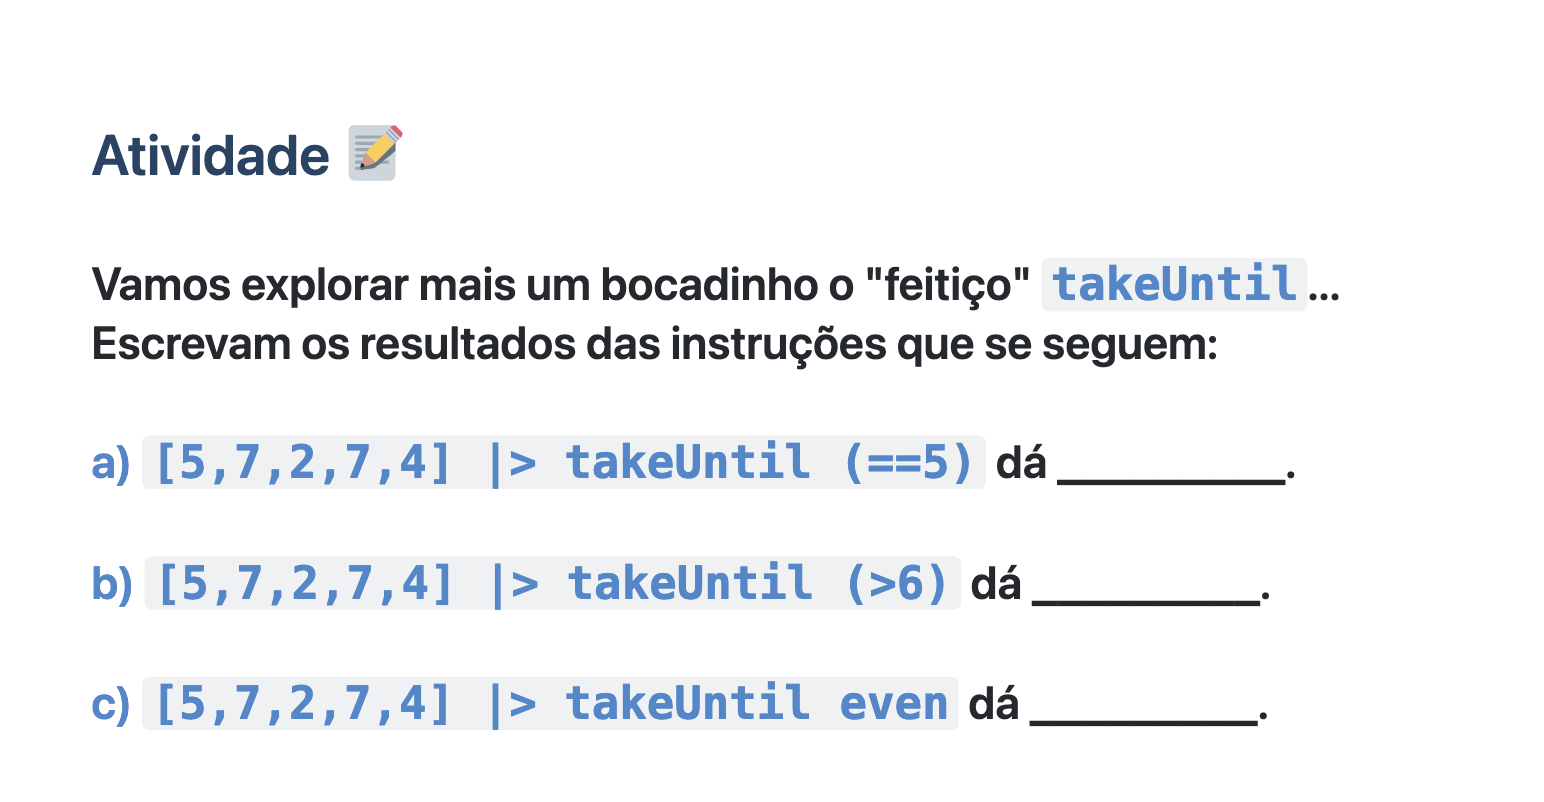 Atividade 📝
Vamos explorar mais um bocadinho o "feitiço" takeUntil...
Escrevam os resultados das instruções que se seguem:
a) [5,7,2,7,4] |> takeUntil (==5) dá __________.
b) [5,7,2,7,4] |> takeUntil (>6) dá __________.
c) [5,7,2,7,4] |> takeUntil even dá __________.